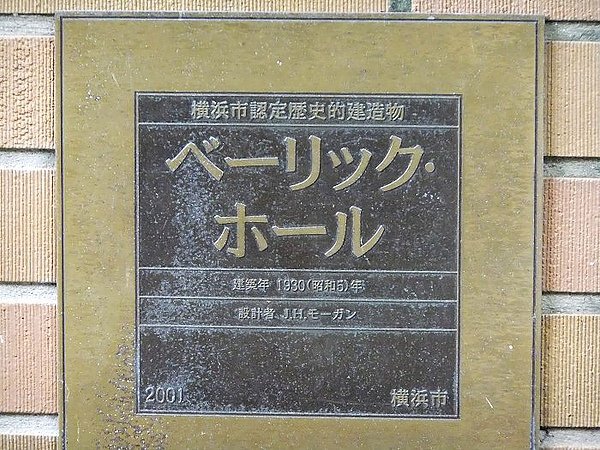 横浜市認定歴史的建造物
ベーリック・
ホール
建築年 1930(昭和5)年
設計者 J.H.モーガン
2001 横浜市